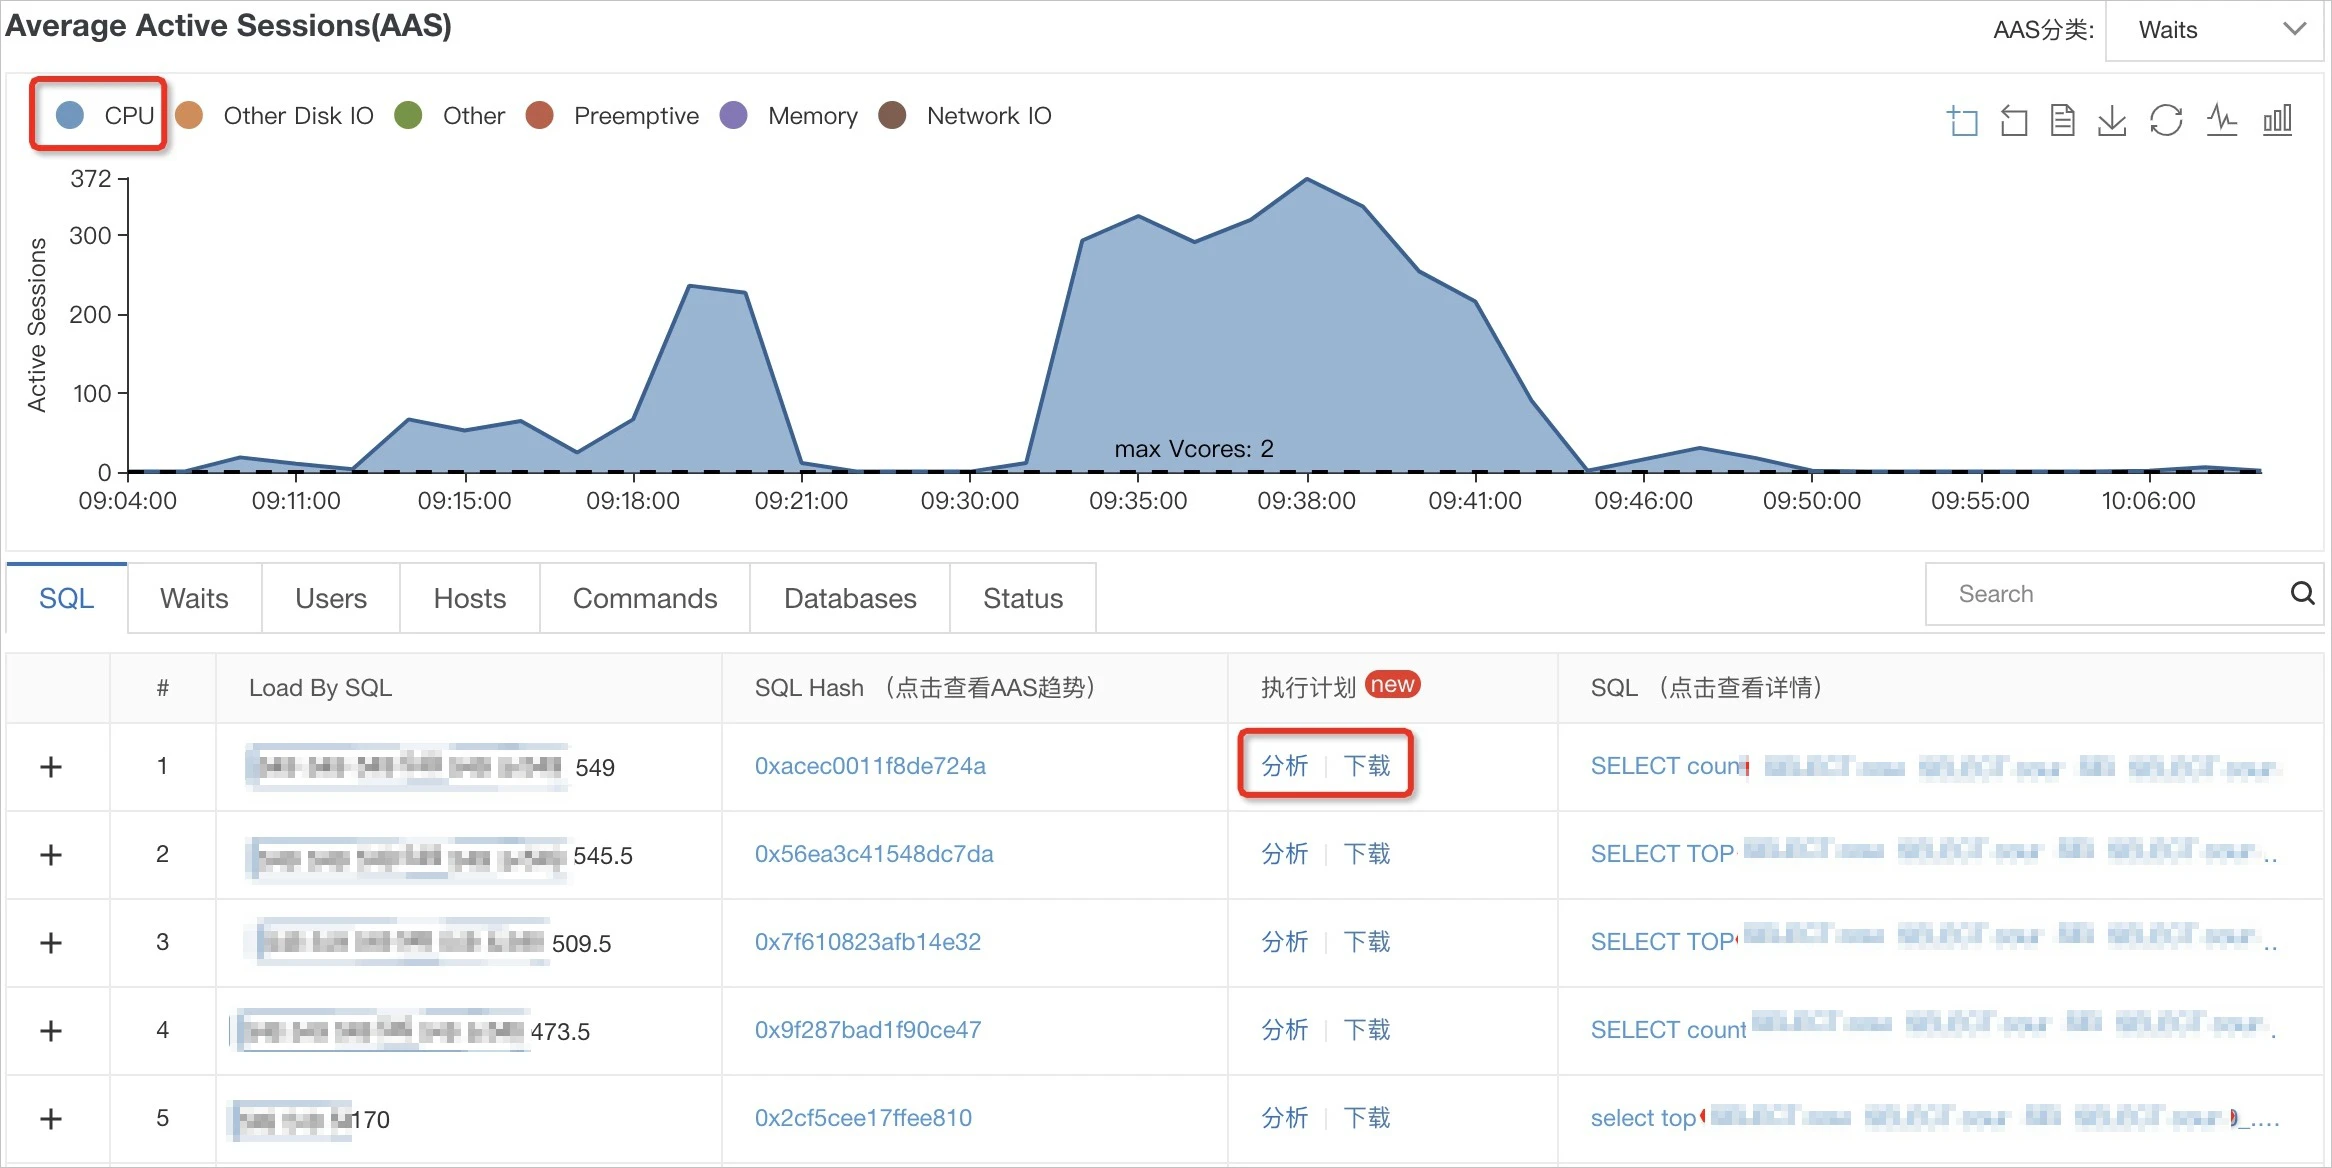 Average Active Sessions(AAS)
AAS分类: Waits
CPU Other Disk IO Other Preemptive Memory Network IO
372
300
200
100
0
Active Sessions
max Vcores: 2
09:04:00 09:11:00 09:15:00 09:18:00 09:21:00 09:30:00 09:35:00 09:38:00 09:41:00 09:46:00 09:50:00 09:55:00 10:06:00
SQL Waits Users Hosts Commands Databases Status Search
# Load By SQL SQL Hash （点击查看AAS趋势） 执行计划 new SQL （点击查看详情）
+ 1 549 0xacec0011f8de724a 分析 下载 SELECT count
+ 2 545.5 0x56ea3c41548dc7da 分析 下载 SELECT TOP ..
+ 3 509.5 0x7f610823afb14e32 分析 下载 SELECT TOP ..
+ 4 473.5 0x9f287bad1f90ce47 分析 下载 SELECT count .
+ 5 170 0x2cf5cee17ffee810 分析 下载 select top _....